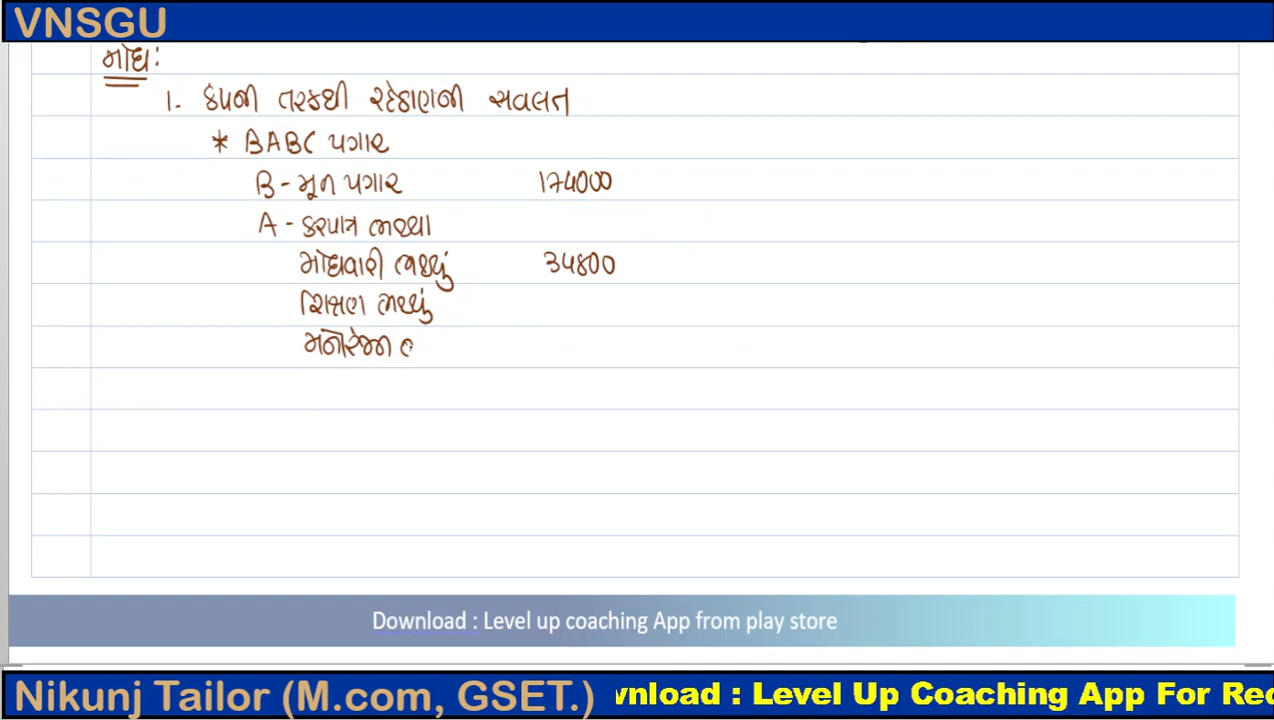 VNSGU
નોંધ:
1. કંપની તરફથી રહેઠાણની સવલત
* BABC પગાર
B - મૂળ પગાર 174000
A - કરપાત્ર ભથ્થા
મોંઘવારી ભથ્થું 34800
શિક્ષણ ભથ્થું
મનોરંજન
Download : Level up coaching App from play store
Nikunj Tailor (M.com, GSET.) wnload : Level Up Coaching App For Rec